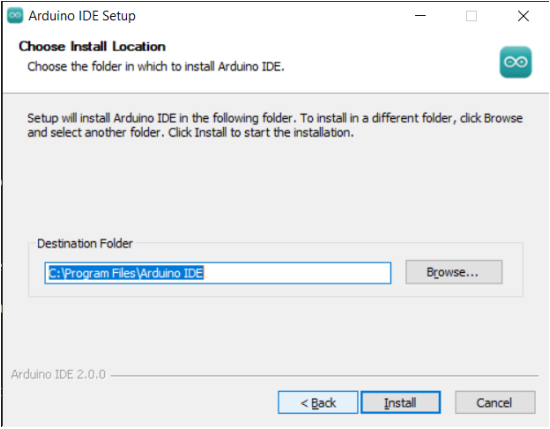 Arduino IDE Setup
Choose Install Location
Choose the folder in which to install Arduino IDE.
Setup will install Arduino IDE in the following folder. To install in a different folder, click Browse
and select another folder. Click Install to start the installation.
Destination Folder
C:\Program Files\Arduino IDE
Browse...
Arduino IDE 2.0.0
< Back
Install
Cancel